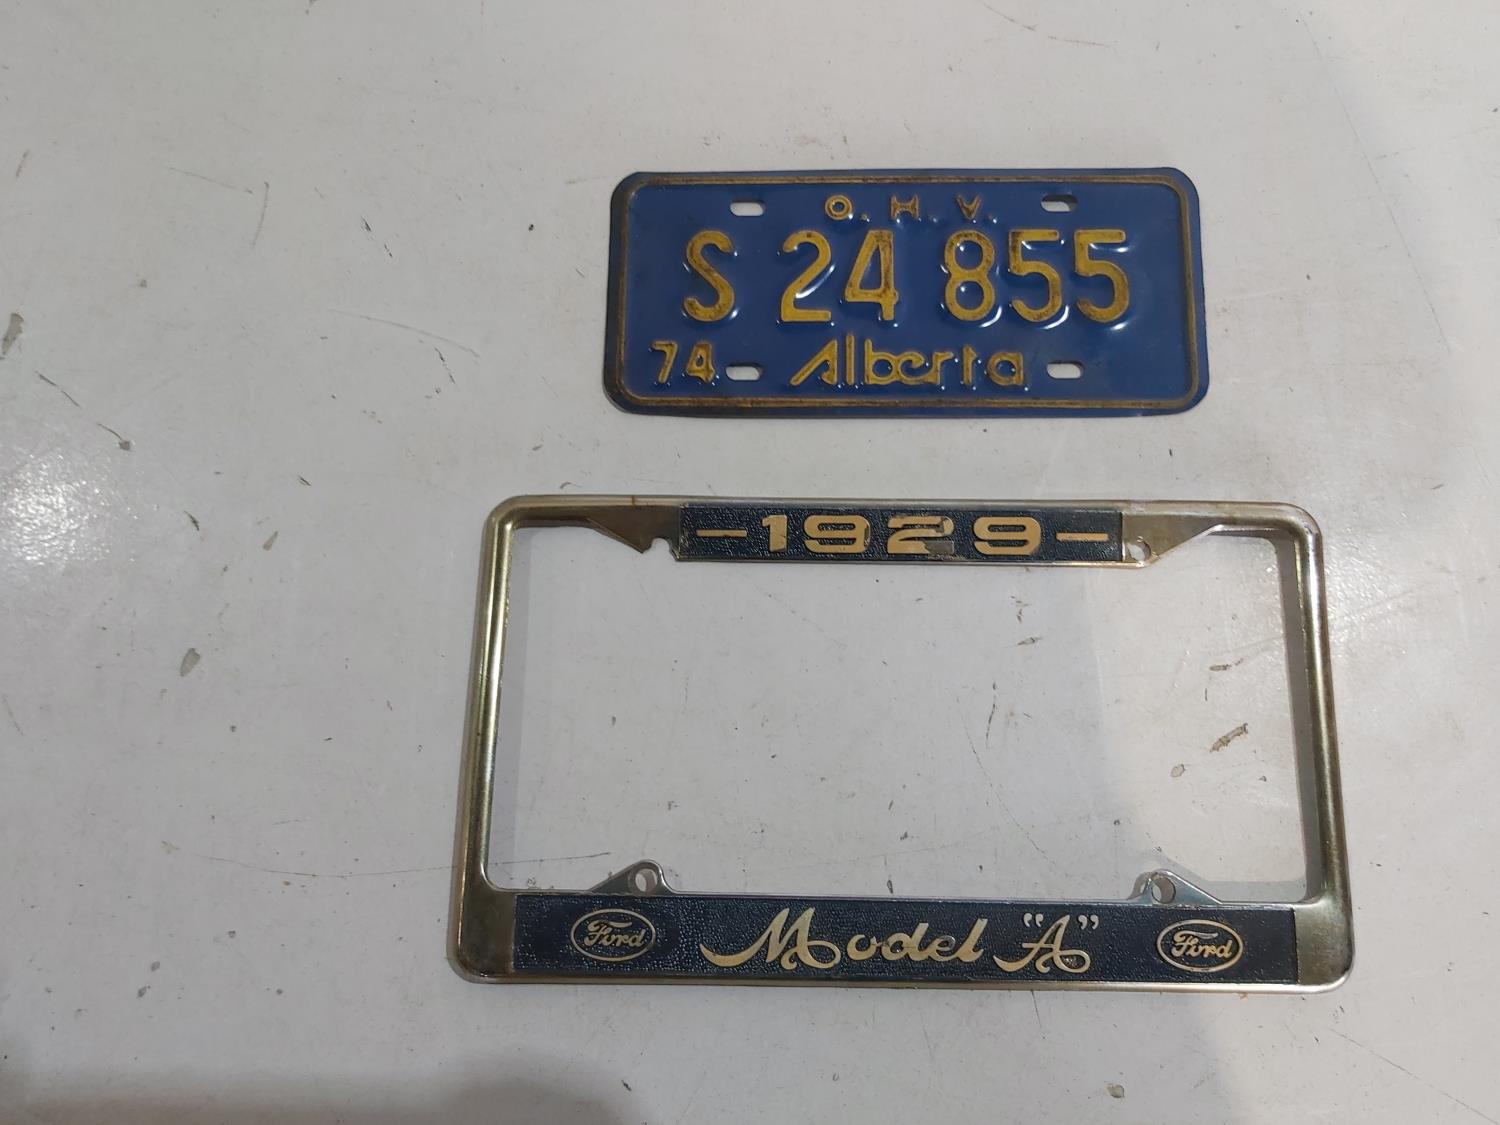 O.H.V.
S 24 855
74 Alberta
-1929-
Ford Model "A" Ford